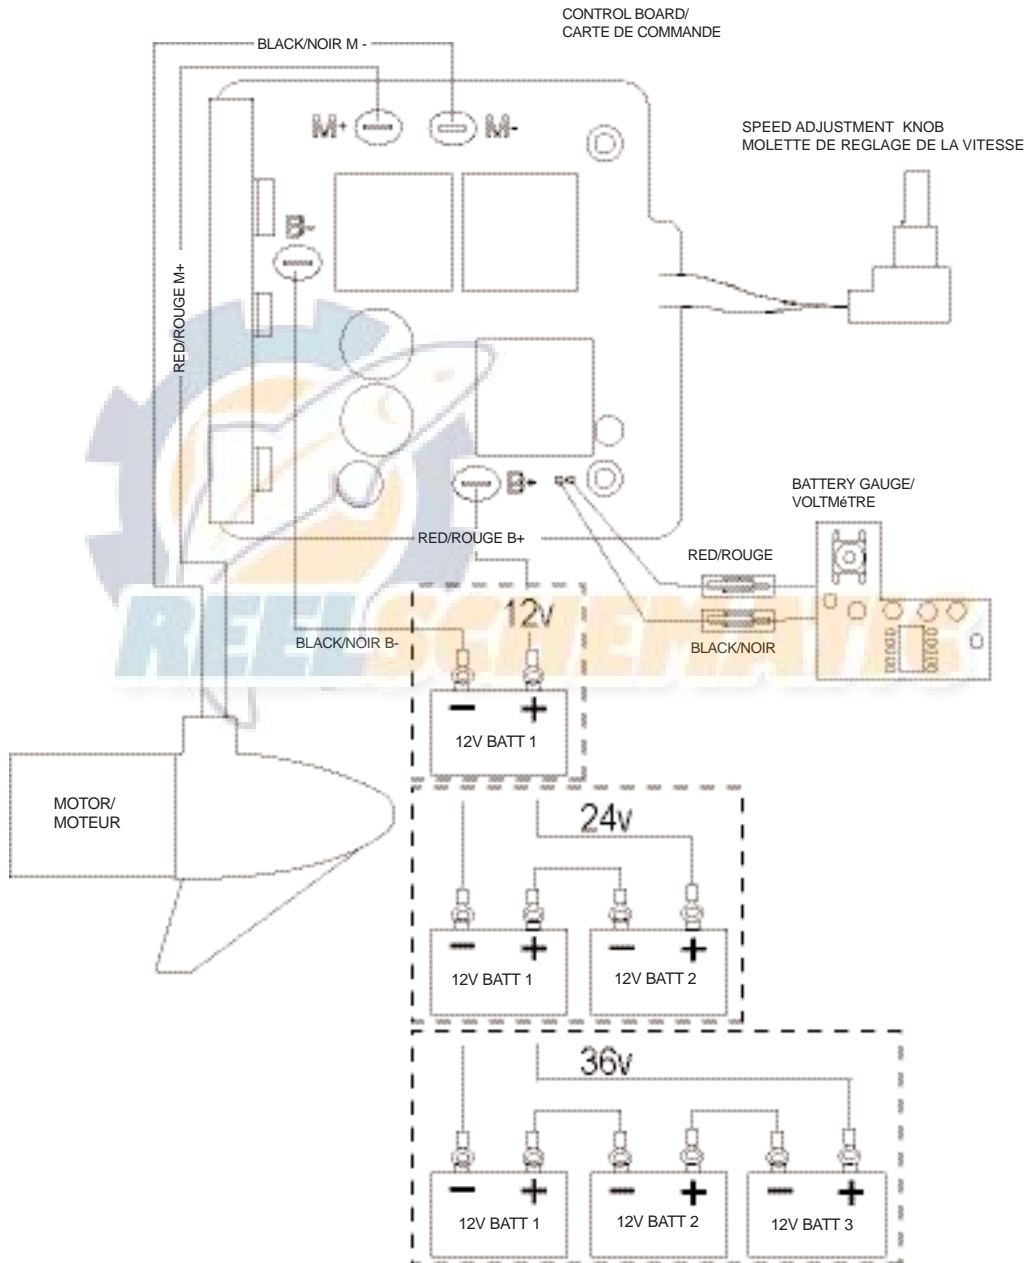 CONTROL BOARD/
CARTE DE COMMANDE
BLACK/NOIR M -
M+
M-
SPEED ADJUSTMENT KNOB
MOLETTE DE REGLAGE DE LA VITESSE
B-
RED/ROUGE M+
B+
BATTERY GAUGE/
VOLTMéTRE
RED/ROUGE B+
RED/ROUGE
12v
REELSCHEMATIC
BLACK/NOIR B-
BLACK/NOIR
- +
12V BATT 1
MOTOR/
MOTEUR
24v
- + - +
12V BATT 1
12V BATT 2
36v
- + - + - +
12V BATT 1
12V BATT 2
12V BATT 3